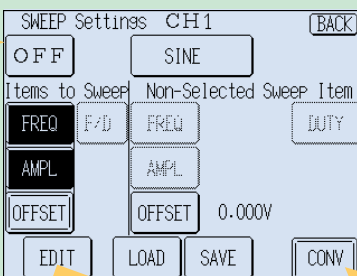 SWEEP Settings CH1 BACK
OFF SINE
Items to Sweep Non-Selected Sweep Item
FREQ F/D FREQ DUTY
AMPL AMPL
OFFSET OFFSET 0.000V
EDIT LOAD SAVE CONV